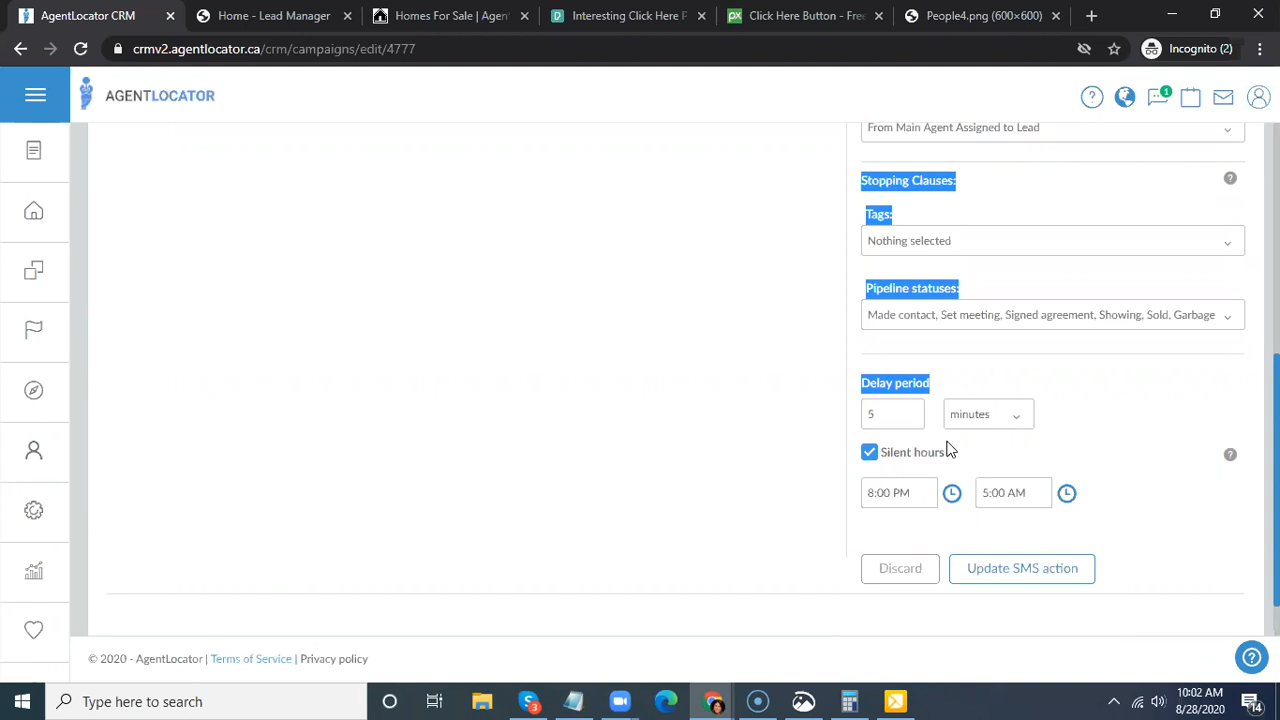 AgentLocator CRM
Home - Lead Manager
Homes For Sale | Agent
Interesting Click Here P
Click Here Button - Free
People4.png (600×600)
crmv2.agentlocator.ca/crm/campaigns/edit/4777
Incognito (2)
AGENTLOCATOR
1
From Main Agent Assigned to Lead
Stopping Clauses:
Tags:
Nothing selected
Pipeline statuses:
Made contact, Set meeting, Signed agreement, Showing, Sold, Garbage
Delay period
5 minutes
Silent hours
8:00 PM 5:00 AM
Discard Update SMS action
© 2020 - AgentLocator | Terms of Service | Privacy policy
Type here to search
3
10:02 AM
8/28/2020
14